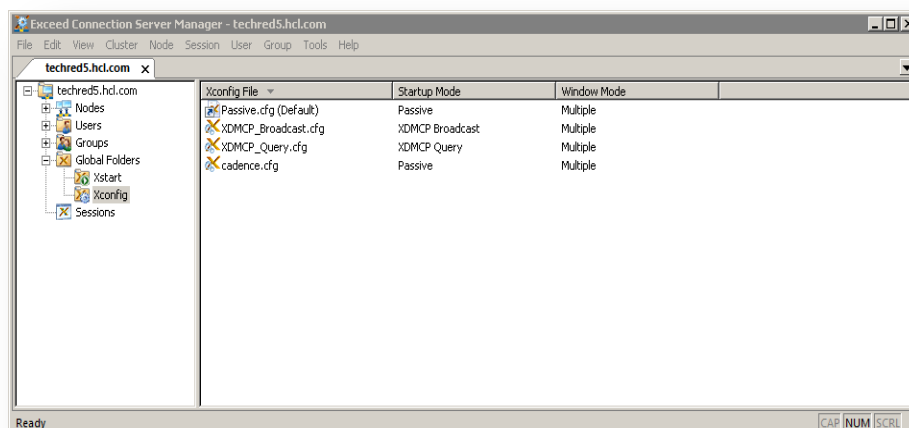 Exceed Connection Server Manager - techred5.hcl.com
File Edit View Cluster Node Session User Group Tools Help
techred5.hcl.com x
techred5.hcl.com
Nodes
Users
Groups
Global Folders
Xstart
Xconfig
Sessions
Xconfig File Startup Mode Window Mode
Passive.cfg (Default) Passive Multiple
XDMCP_Broadcast.cfg XDMCP Broadcast Multiple
XDMCP_Query.cfg XDMCP Query Multiple
cadence.cfg Passive Multiple
Ready CAP NUM SCRL